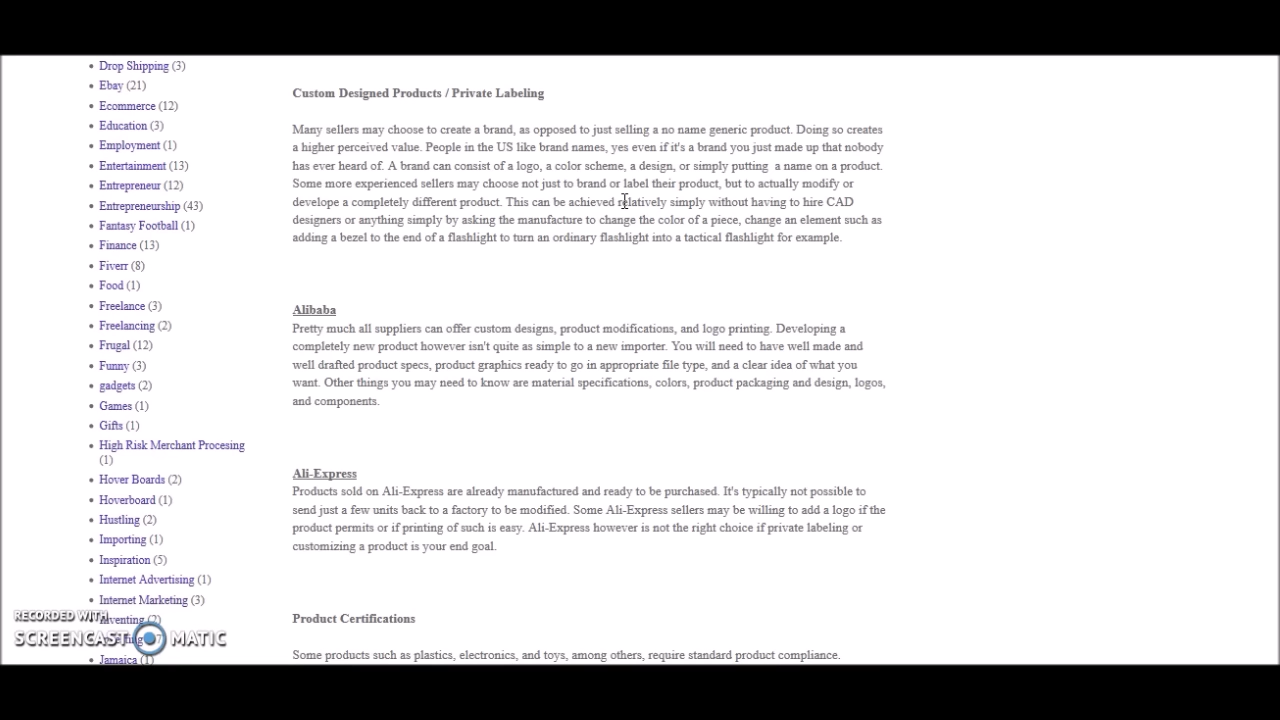 Drop Shipping (3)
Ebay (21)
Ecommerce (12)
Education (3)
Employment (1)
Entertainment (13)
Entrepreneur (12)
Entrepreneurship (43)
Fantasy Football (1)
Finance (13)
Fiverr (8)
Food (1)
Freelance (3)
Freelancing (2)
Frugal (12)
Funny (3)
gadgets (2)
Games (1)
Gifts (1)
High Risk Merchant Procesing
(1)
Hover Boards (2)
Hoverboard (1)
Hustling (2)
Importing (1)
Inspiration (5)
Internet Advertising (1)
Internet Marketing (3)
(2)
Jamaica (1)
Custom Designed Products / Private Labeling
Many sellers may choose to create a brand, as opposed to just selling a no name generic product. Doing so creates
a higher perceived value. People in the US like brand names, yes even if it's a brand you just made up that nobody
has ever heard of. A brand can consist of a logo, a color scheme, a design, or simply putting  a name on a product.
Some more experienced sellers may choose not just to brand or label their product, but to actually modify or
develope a completely different product. This can be achieved relatively simply without having to hire CAD
designers or anything simply by asking the manufacture to change the color of a piece, change an element such as
adding a bezel to the end of a flashlight to turn an ordinary flashlight into a tactical flashlight for example.
Alibaba
Pretty much all suppliers can offer custom designs, product modifications, and logo printing. Developing a
completely new product however isn't quite as simple to a new importer. You will need to have well made and
well drafted product specs, product graphics ready to go in appropriate file type, and a clear idea of what you
want. Other things you may need to know are material specifications, colors, product packaging and design, logos,
and components.
Ali-Express
Products sold on Ali-Express are already manufactured and ready to be purchased. It's typically not possible to
send just a few units back to a factory to be modified. Some Ali-Express sellers may be willing to add a logo if the
product permits or if printing of such is easy. Ali-Express however is not the right choice if private labeling or
customizing a product is your end goal.
Product Certifications
Some products such as plastics, electronics, and toys, among others, require standard product compliance.
RECORDED WITH
SCREENCAST MATIC